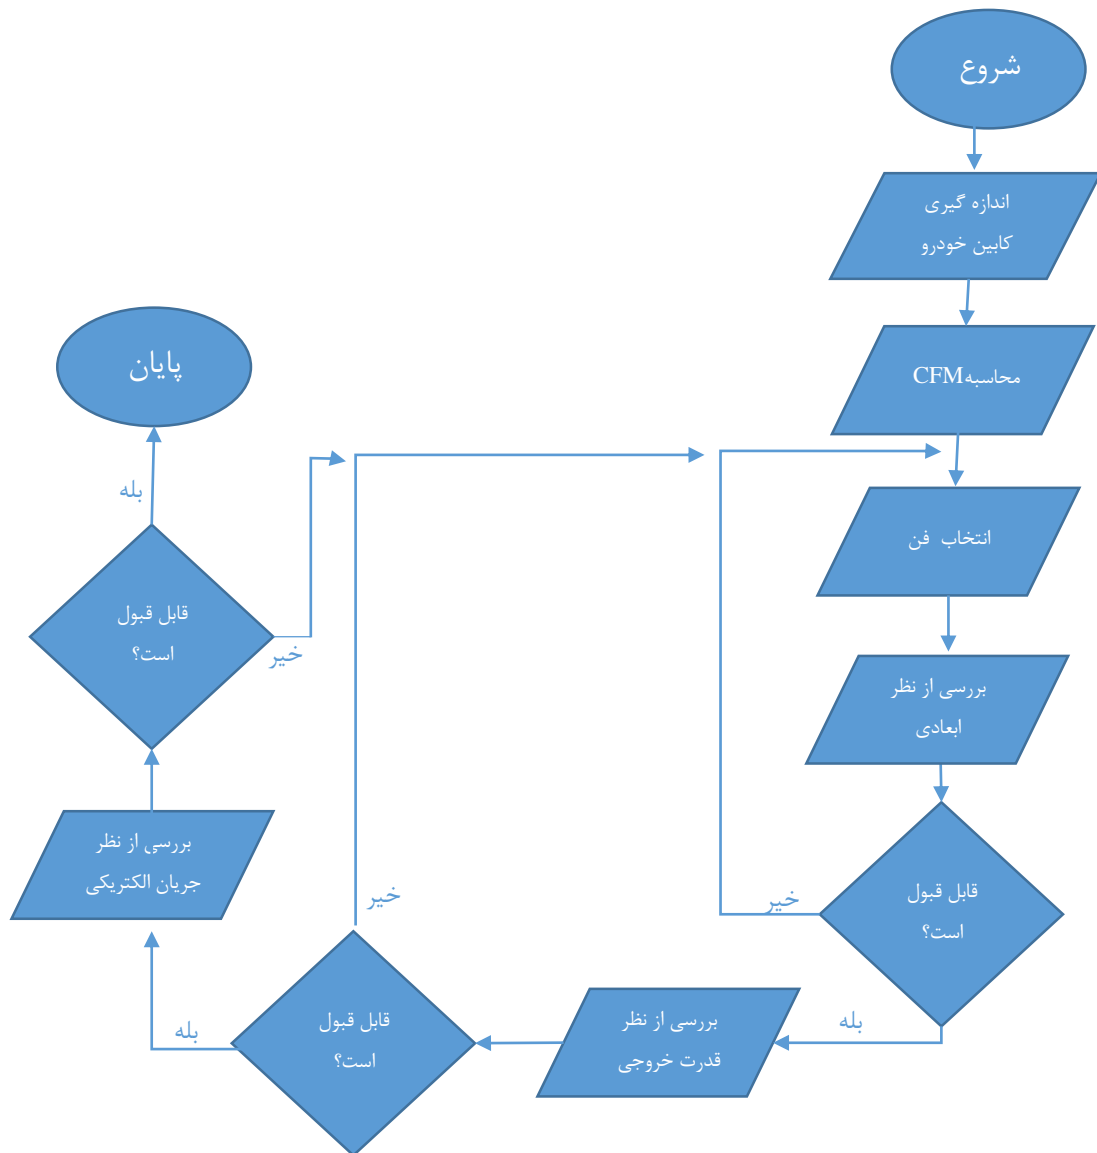 شروع
اندازه گیری
کابین خودرو
محاسبهCFM
انتخاب فن
بررسی از نظر
ابعادی
قابل قبول
است؟
خیر
بله
بررسی از نظر
قدرت خروجی
قابل قبول
است؟
خیر
بله
بررسی از نظر
جریان الکتریکی
قابل قبول
است؟
خیر
بله
پایان